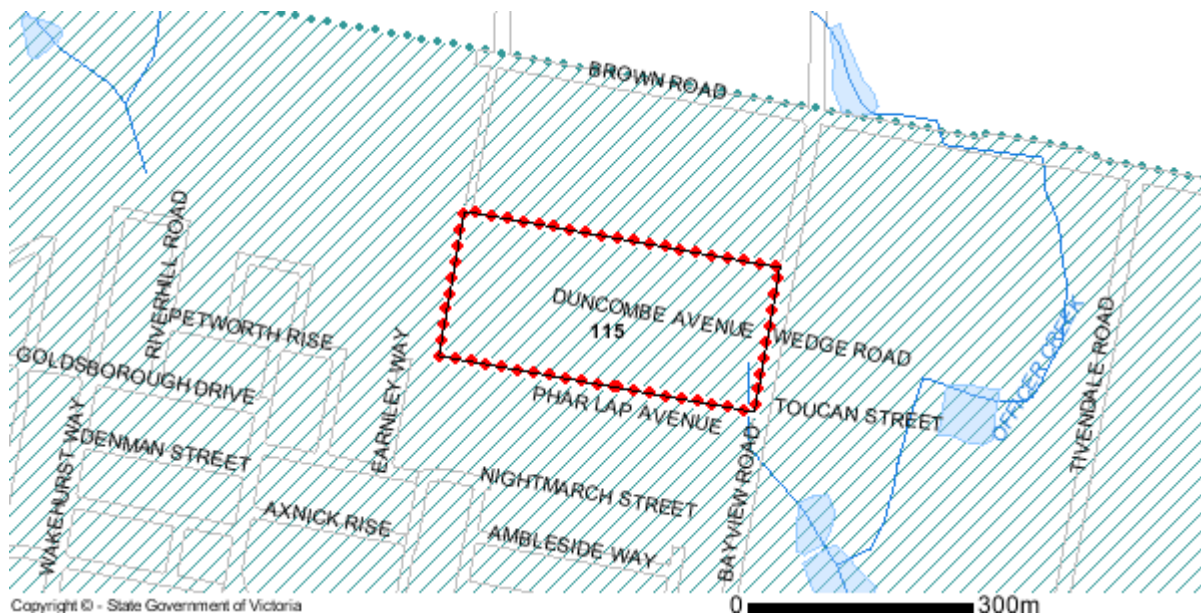 BROWN ROAD
RIVERHILL ROAD
DUNCOMBE AVENUE
115
WEDGE ROAD
PETWORTH RISE
GOLDSBOROUGH DRIVE
EARNLEY WAY
PHAR LAP AVENUE
TOUCAN STREET
OFFICER CREEK
TIVENDALE ROAD
DENMAN STREET
WAKEHURST WAY
NIGHTMARCH STREET
BAYVIEW ROAD
AXNICK RISE
AMBLESIDE WAY
Copyright © - State Government of Victoria
0 300m